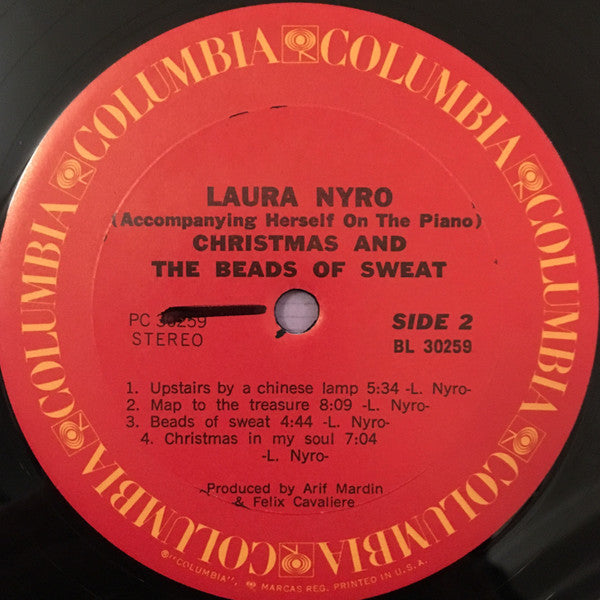 COLUMBIA COLUMBIA COLUMBIA COLUMBIA COLUMBIA COLUMBIA
LAURA NYRO
(Accompanying Herself On The Piano)
CHRISTMAS AND
THE BEADS OF SWEAT
PC 30259
STEREO
SIDE 2
BL 30259
1. Upstairs by a chinese lamp 5:34 -L. Nyro-
2. Map to the treasure 8:09 -L. Nyro-
3. Beads of sweat 4:44 -L. Nyro-
4. Christmas in my soul 7:04
-L. Nyro-
Produced by Arif Mardin
& Felix Cavaliere
®"COLUMBIA", MARCAS REG. PRINTED IN U.S.A.